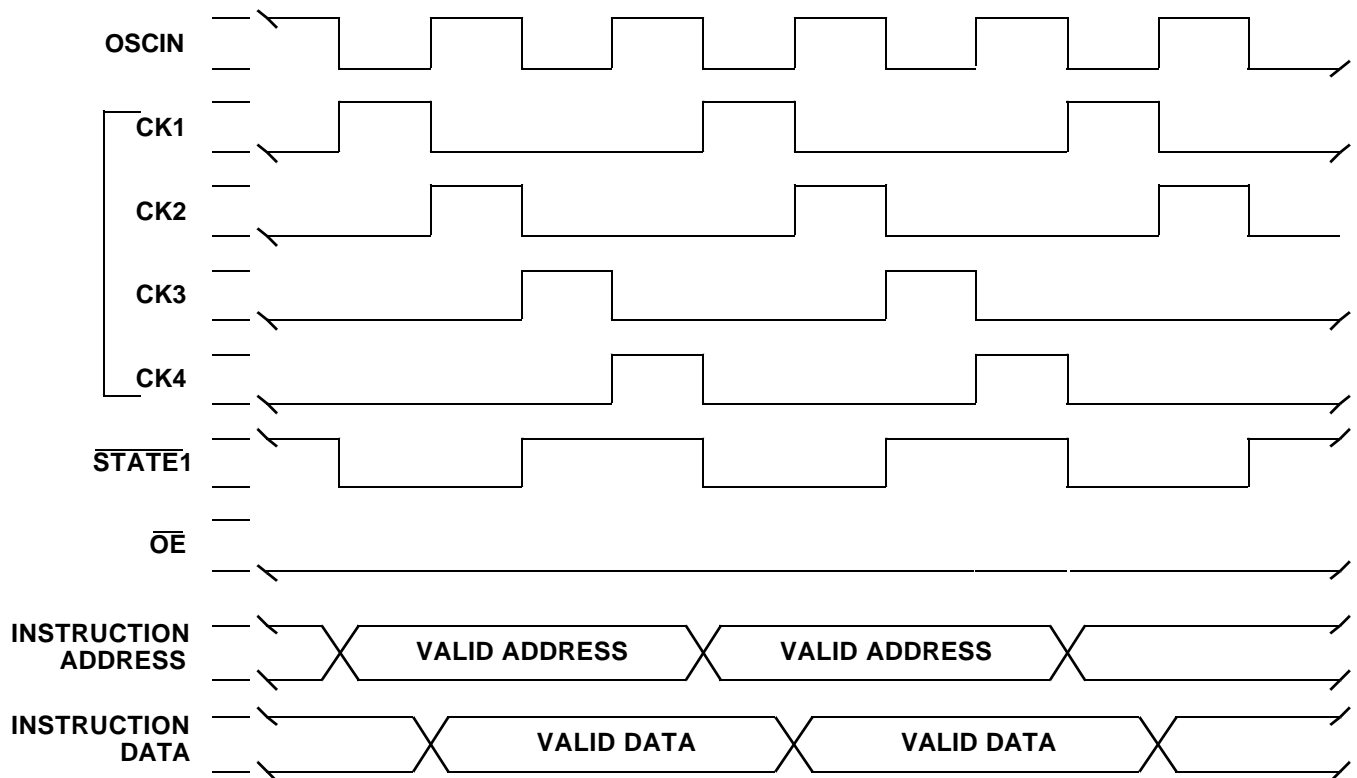 OSCIN
CK1
CK2
CK3
CK4
STATE1
OE
INSTRUCTION
ADDRESS
VALID ADDRESS
VALID ADDRESS
INSTRUCTION
DATA
VALID DATA
VALID DATA